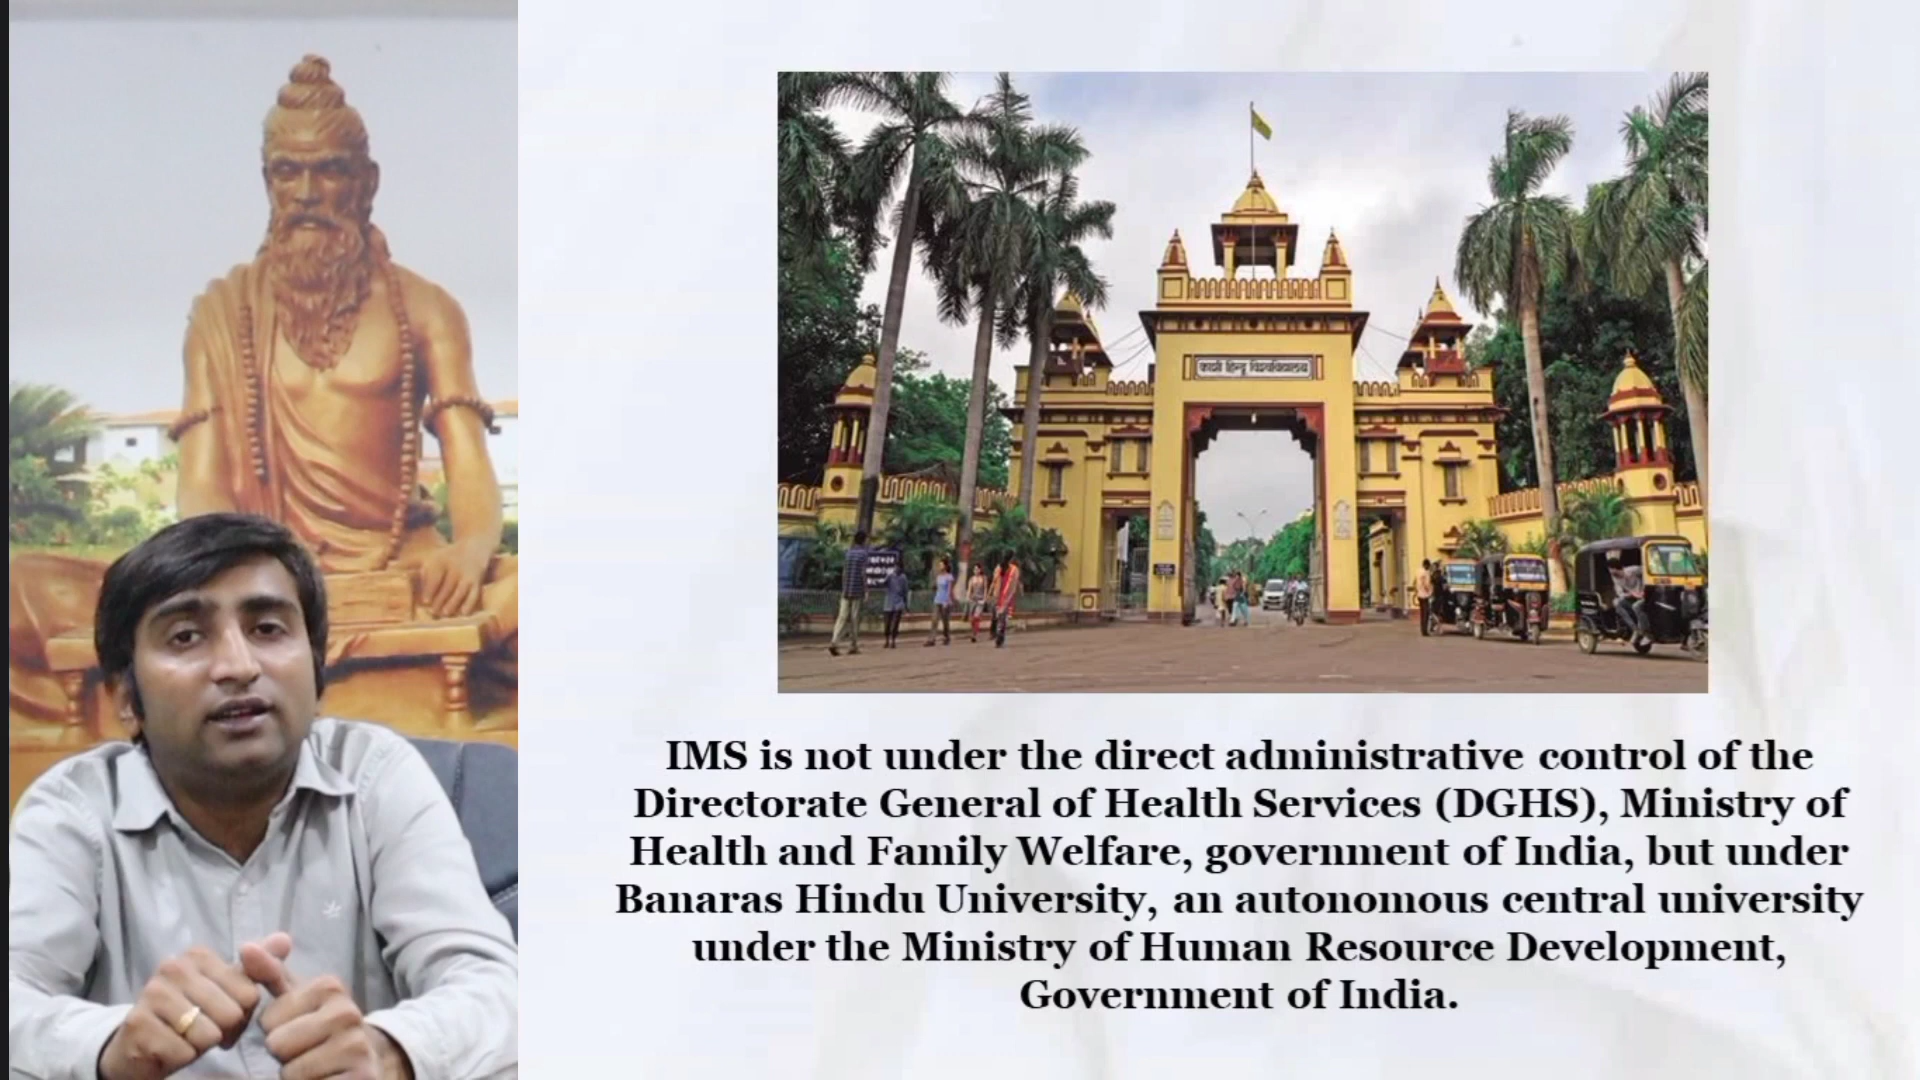 काशी हिन्दू विश्वविद्यालय
IMS is not under the direct administrative control of the
Directorate General of Health Services (DGHS), Ministry of
Health and Family Welfare, government of India, but under
Banaras Hindu University, an autonomous central university
under the Ministry of Human Resource Development,
Government of India.